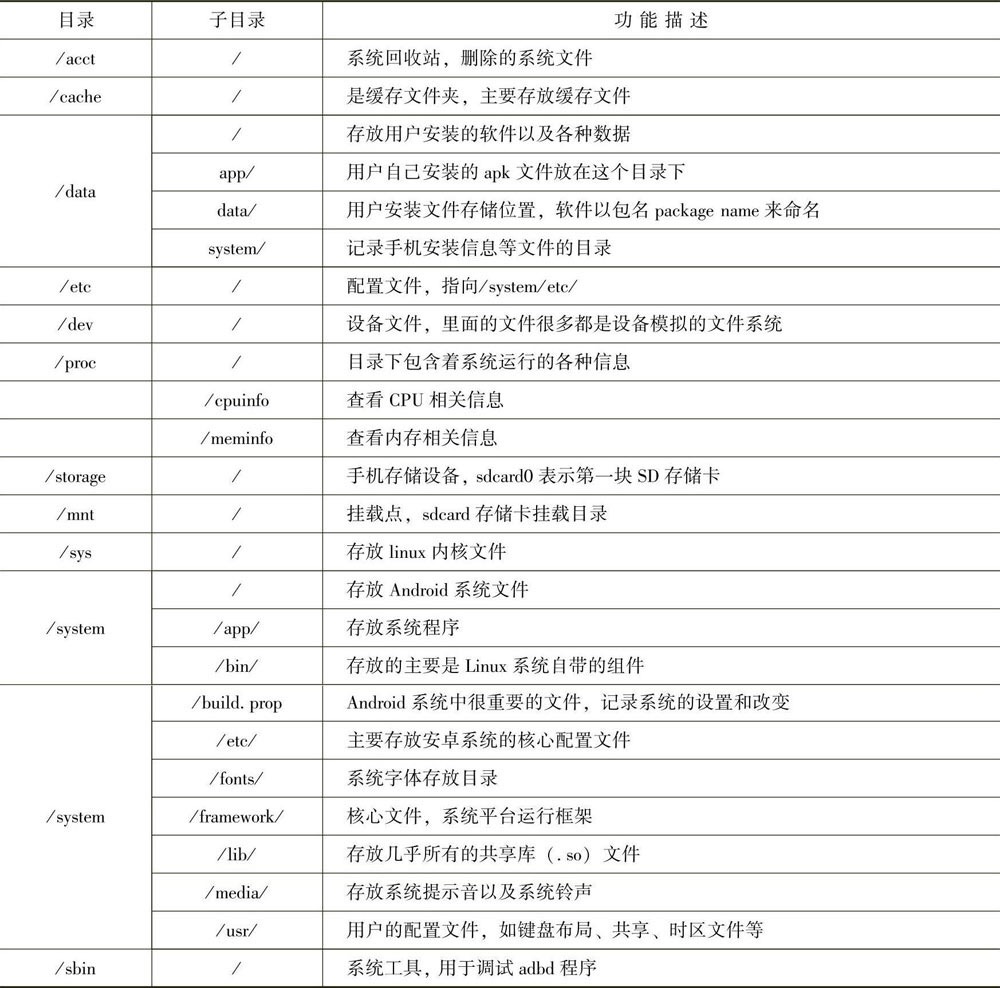 目录 子目录 功能描述
/acct / 系统回收站，删除的系统文件
/cache / 是缓存文件夹，主要存放缓存文件
/ 存放用户安装的软件以及各种数据
/data app/ 用户自己安装的 apk 文件放在这个目录下
data/ 用户安装文件存储位置，软件以包名 package name 来命名
system/ 记录手机安装信息等文件的目录
/etc / 配置文件，指向/system/etc/
/dev / 设备文件，里面的文件很多都是设备模拟的文件系统
/proc / 目录下包含着系统运行的各种信息
/cpuinfo 查看 CPU 相关信息
/meminfo 查看内存相关信息
/storage / 手机存储设备，sdcard0 表示第一块 SD 存储卡
/mnt / 挂载点，sdcard 存储卡挂载目录
/sys / 存放 linux 内核文件
/ 存放 Android 系统文件
/system /app/ 存放系统程序
/bin/ 存放的主要是 Linux 系统自带的组件
/build. prop Android 系统中很重要的文件，记录系统的设置和改变
/etc/ 主要存放安卓系统的核心配置文件
/fonts/ 系统字体存放目录
/system /framework/ 核心文件，系统平台运行框架
/lib/ 存放几乎所有的共享库（. so）文件
/media/ 存放系统提示音以及系统铃声
/usr/ 用户的配置文件，如键盘布局、共享、时区文件等
/sbin / 系统工具，用于调试 adbd 程序